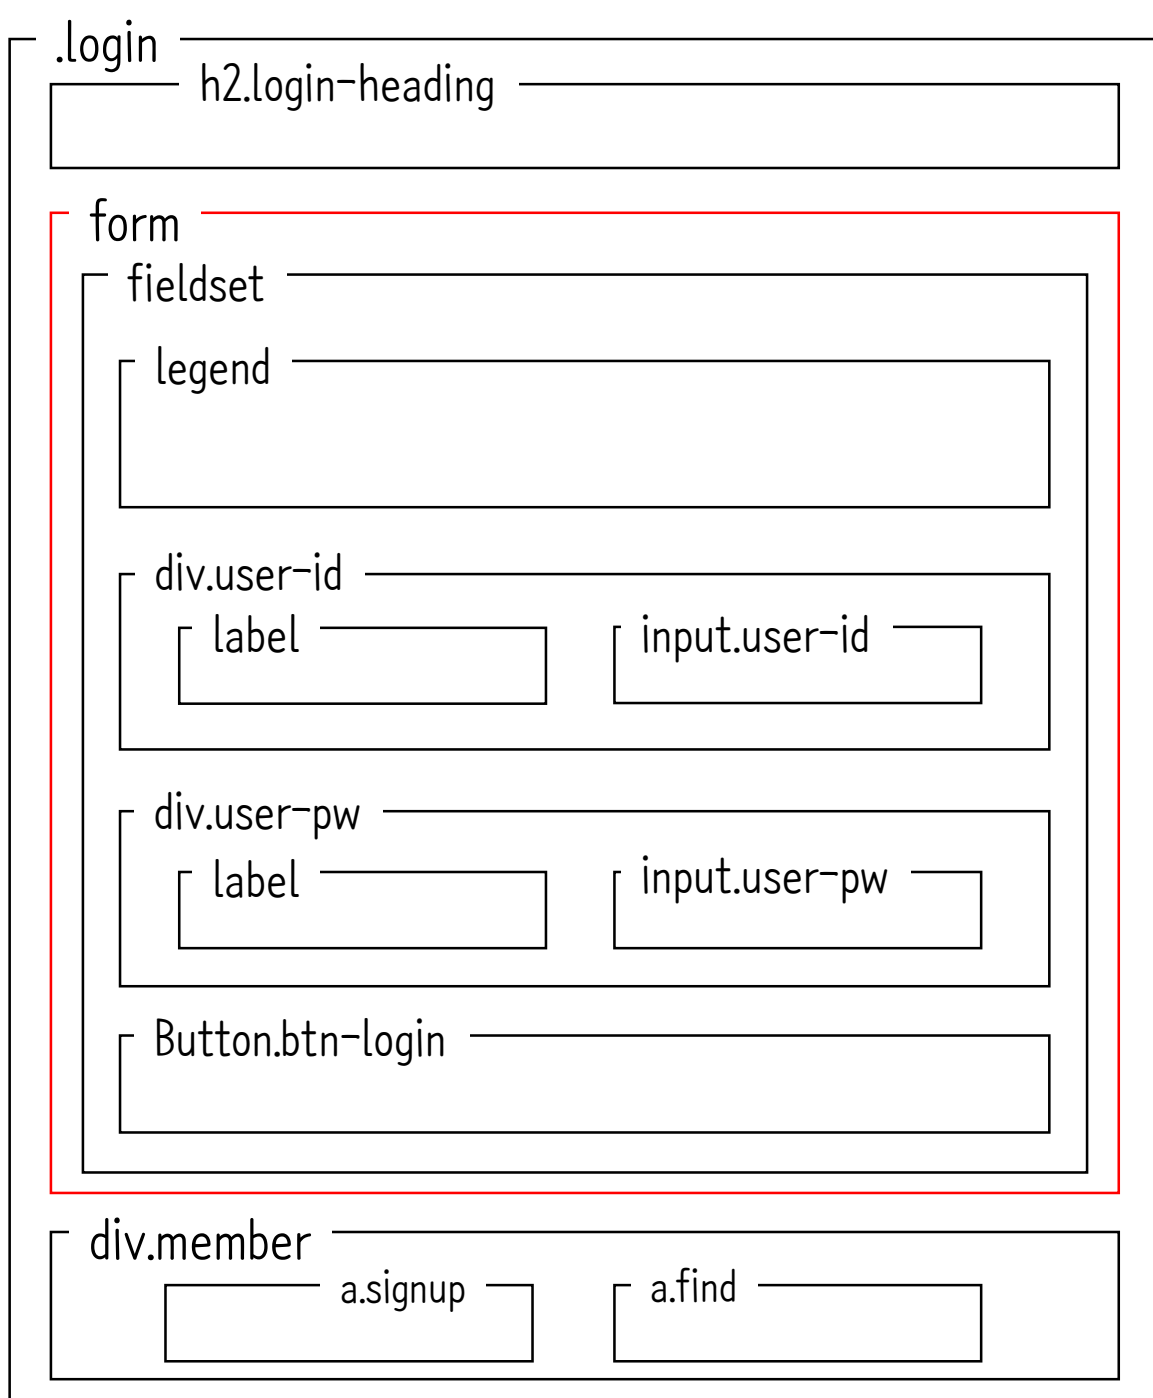 .login
h2.login-heading
form
fieldset
legend
div.user-id
label
input.user-id
div.user-pw
label
input.user-pw
Button.btn-login
div.member
a.signup
a.find